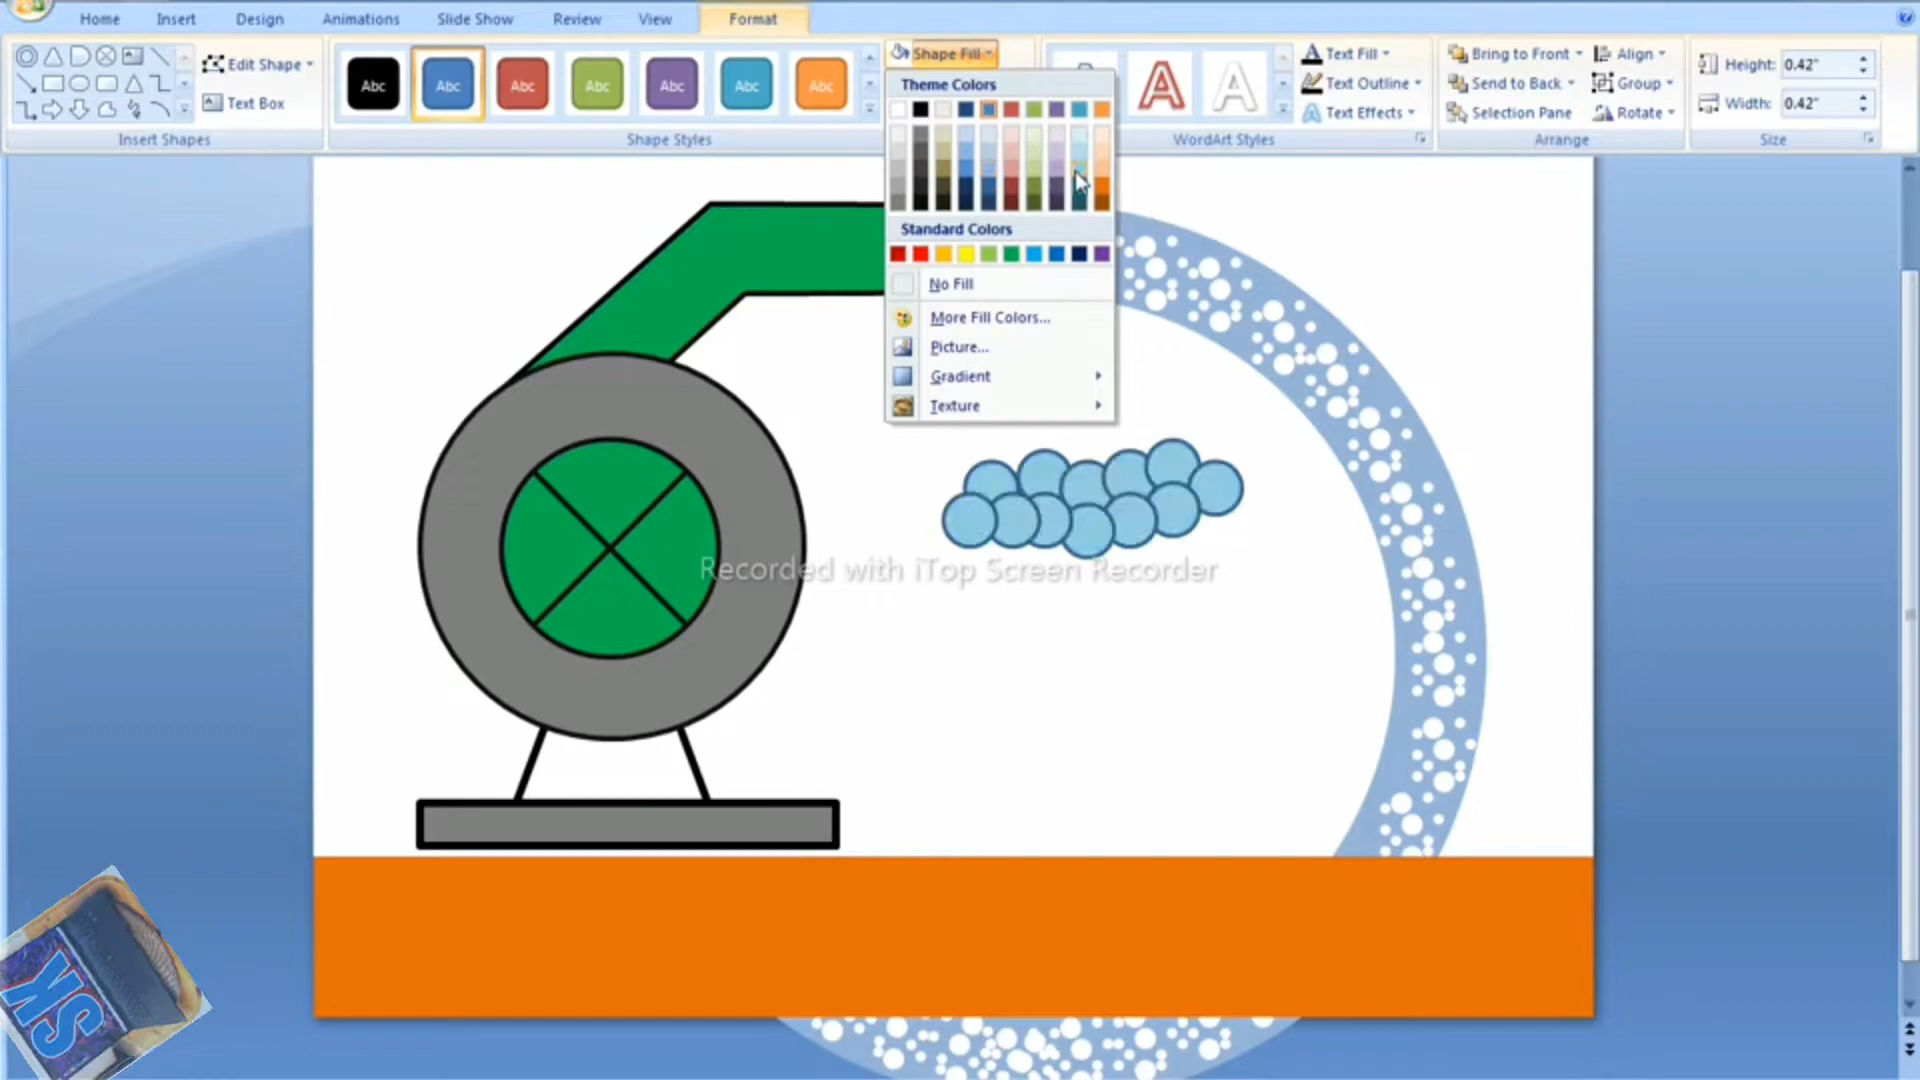 Home Insert Design Animations Slide Show Review View Format
Edit Shape
Text Box
Insert Shapes
Abc Abc Abc Abc Abc Abc Abc
Shape Styles
Shape Fill
Theme Colors
Standard Colors
No Fill
More Fill Colors...
Picture...
Gradient
Texture
A A
Text Fill
Text Outline
Text Effects
WordArt Styles
Bring to Front
Send to Back
Selection Pane
Align
Group
Rotate
Arrange
Height: 0.42"
Width: 0.42"
Size
Recorded with iTop Screen Recorder
SK